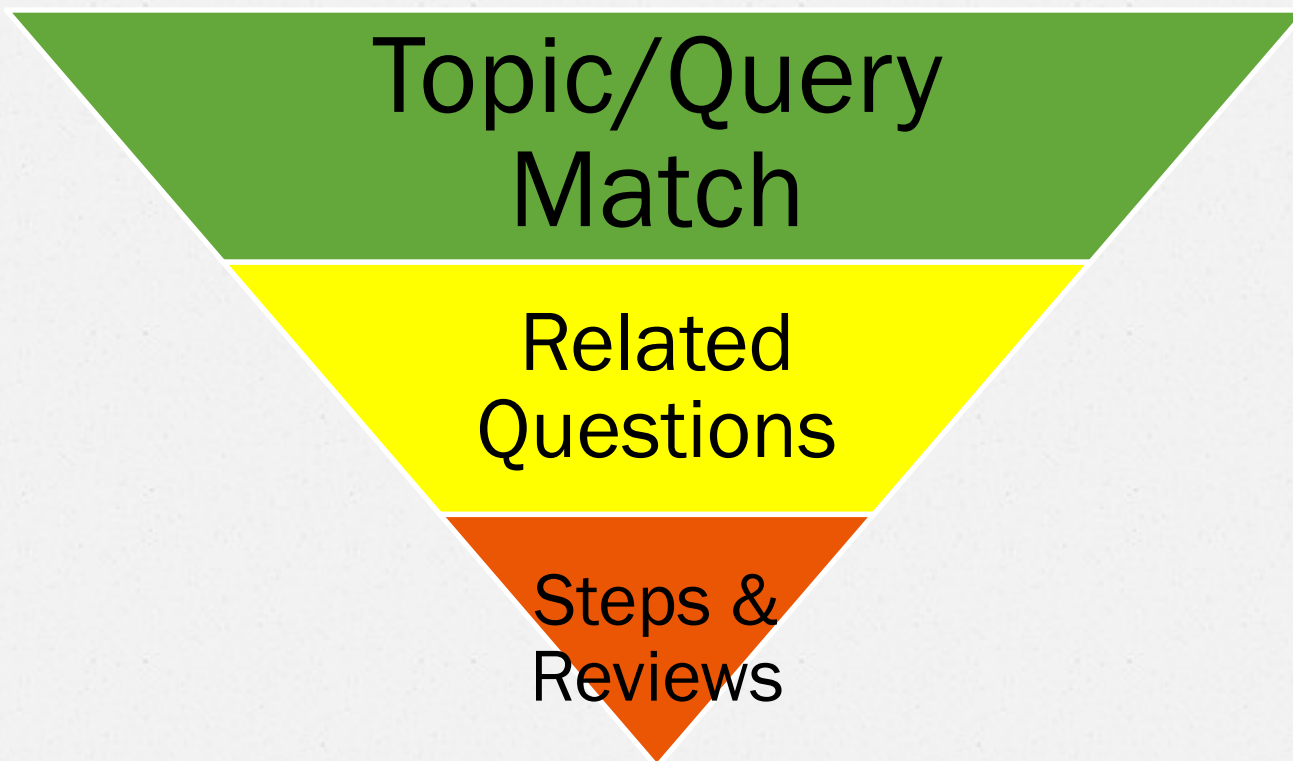 Topic/Query
Match
Related
Questions
Steps &
Reviews